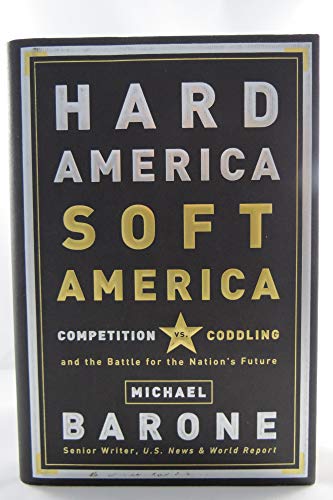 HARD
AMERICA
SOFT
AMERICA
COMPETITION VS. CODDLING
and the Battle for the Nation's Future
MICHAEL
BARONE
Senior Writer, U.S. News & World Report